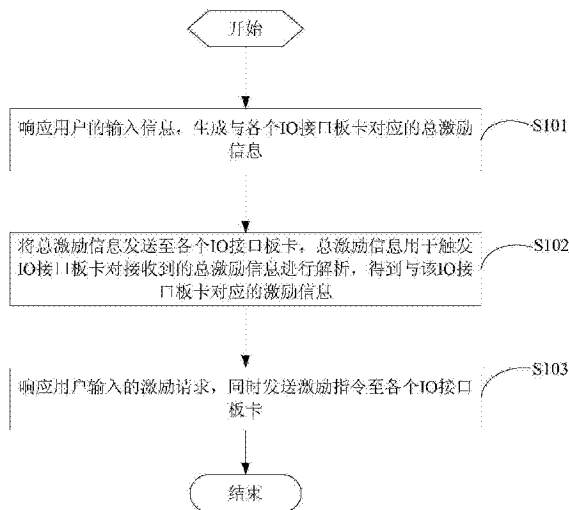 开始
响应用户的输入信息，生成与各个IO接口板卡对应的总激励
信息
S101
将总激励信息发送至各个IO接口板卡，总激励信息用于触发
IO接口板卡对接收到的总激励信息进行解析，得到与该IO接
口板卡对应的激励信息
S102
响应用户输入的激励请求，同时发送激励指令至各个IO接口
板卡
S103
结束